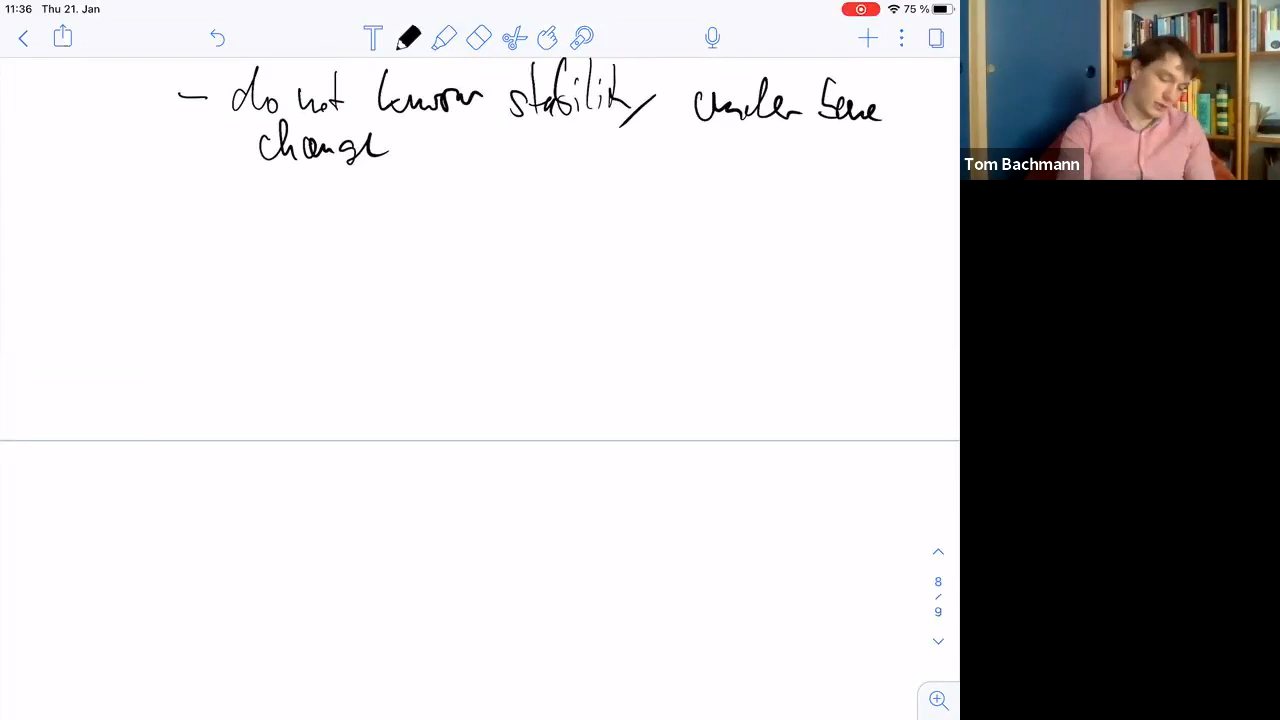 11:36 Thu 21. Jan
75 %
T
- do not know stability under base
change
Tom Bachmann
8
/
9